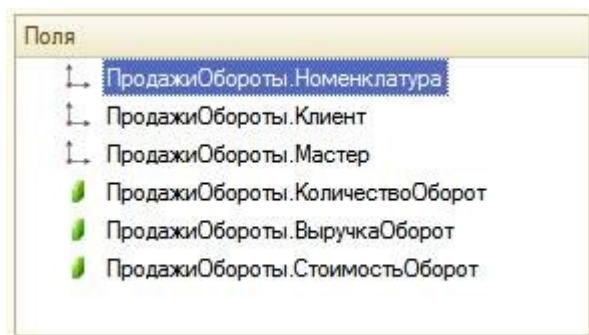 Поля
ПродажиОбороты.Номенклатура
ПродажиОбороты.Клиент
ПродажиОбороты.Мастер
ПродажиОбороты.КоличествоОборот
ПродажиОбороты.ВыручкаОборот
ПродажиОбороты.СтоимостьОборот